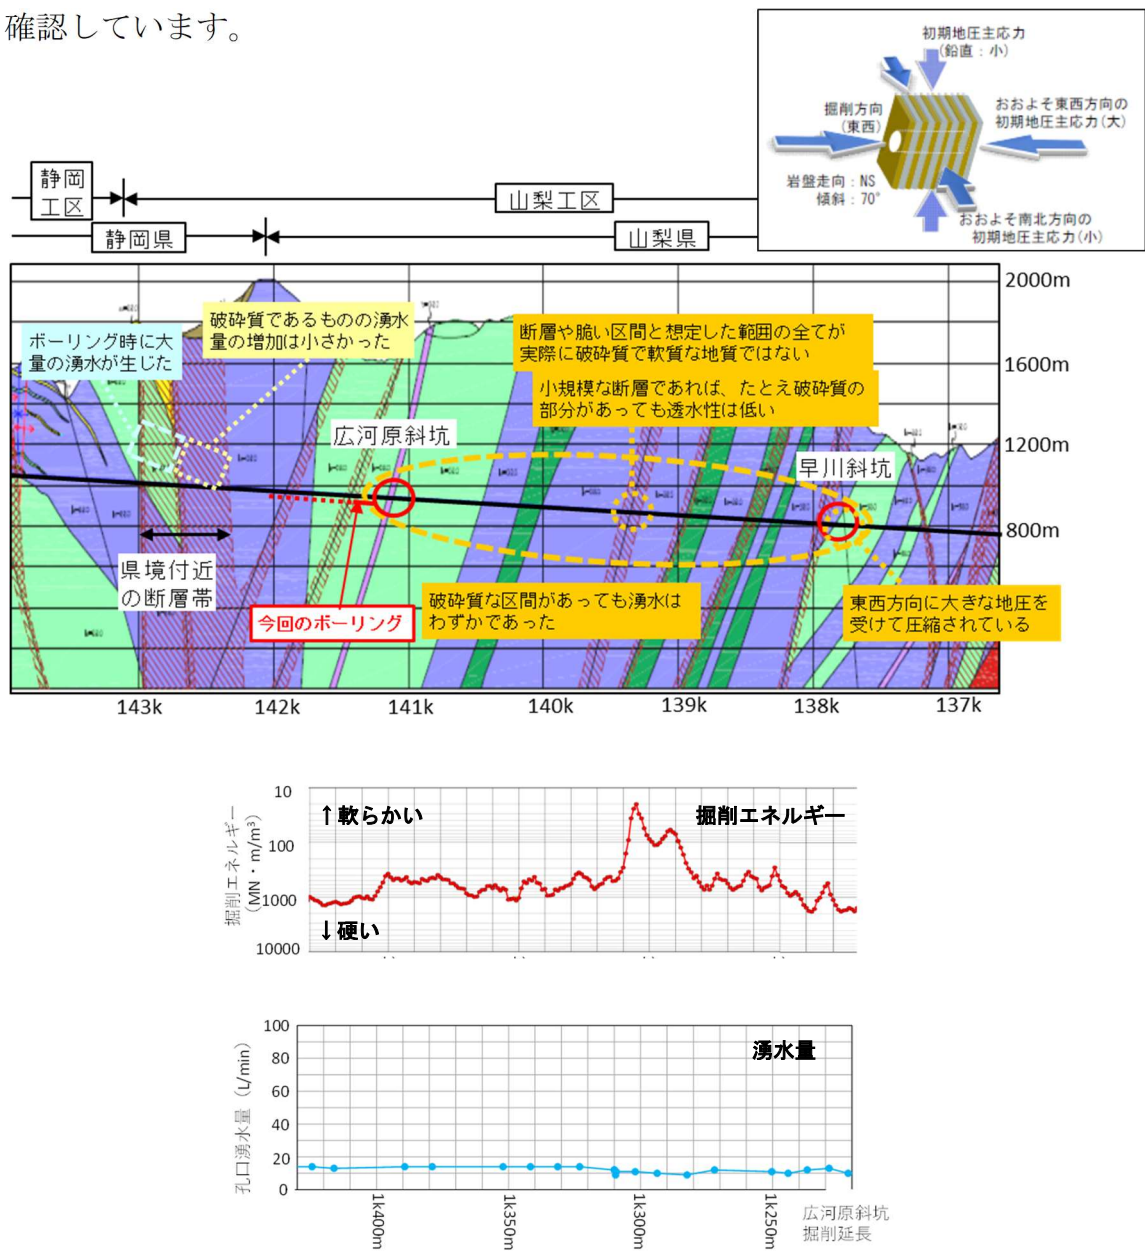 確認しています。
初期地圧主応力
(鉛直：小)
掘削方向
(東西)
おおよそ東西方向の
初期地圧主応力(大)
岩盤走向：NS
傾斜：70°
おおよそ南北方向の
初期地圧主応力(小)
静岡
工区
山梨工区
静岡県
山梨県
2000m
1600m
1200m
800m
ボーリング時に大
量の湧水が生じた
破砕質であるものの湧水
量の増加は小さかった
断層や脆い区間と想定した範囲の全てが
実際に破砕質で軟質な地質ではない
小規模な断層であれば、たとえ破砕質の
部分があっても透水性は低い
広河原斜坑
早川斜坑
県境付近
の断層帯
今回のボーリング
破砕質な区間があっても湧水は
わずかであった
東西方向に大きな地圧を
受けて圧縮されている
143k
142k
141k
140k
139k
138k
137k
掘削エネルギー
（MN・m/m³）
10
100
1000
10000
↑軟らかい
↓硬い
掘削エネルギー
孔口湧水量（L/min）
100
80
60
40
20
0
湧水量
1k400m
1k350m
1k300m
1k250m
広河原斜坑
掘削延長